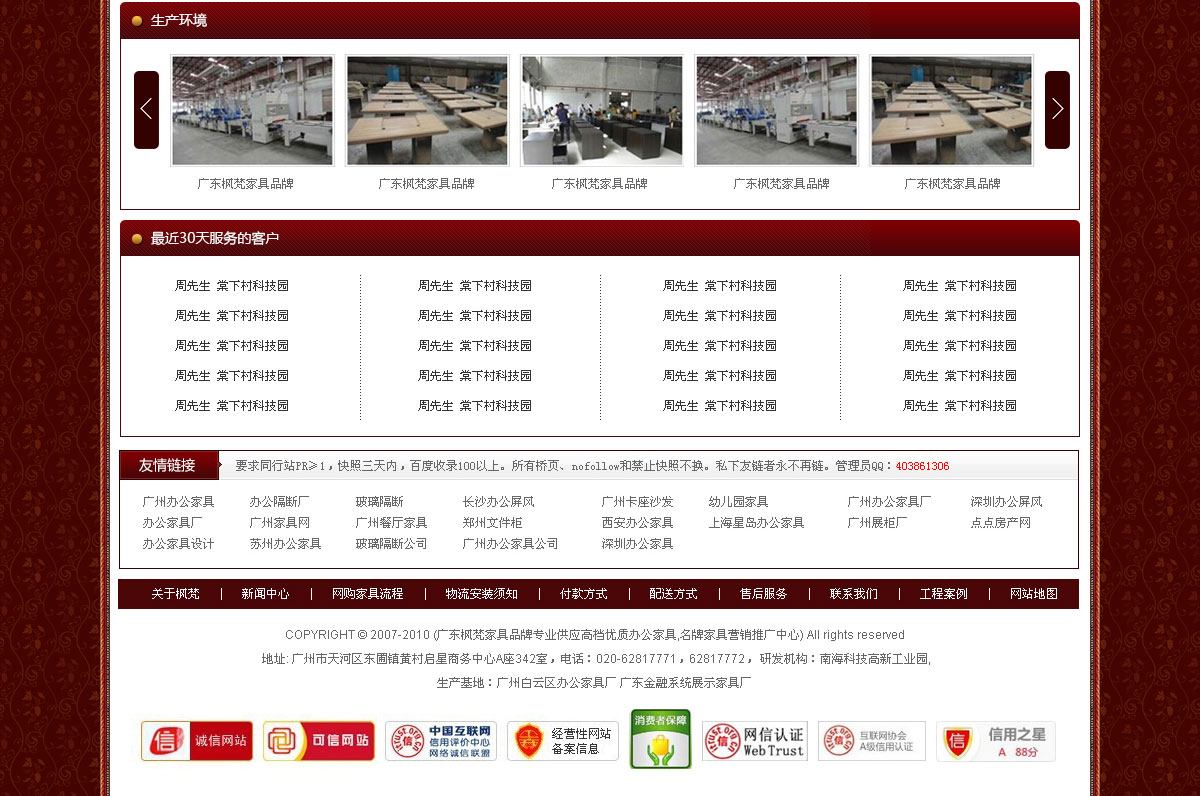 生产环境
广东枫梵家具品牌 广东枫梵家具品牌 广东枫梵家具品牌 广东枫梵家具品牌 广东枫梵家具品牌
最近30天服务的客户
周先生 棠下村科技园 周先生 棠下村科技园 周先生 棠下村科技园 周先生 棠下村科技园
周先生 棠下村科技园 周先生 棠下村科技园 周先生 棠下村科技园 周先生 棠下村科技园
周先生 棠下村科技园 周先生 棠下村科技园 周先生 棠下村科技园 周先生 棠下村科技园
周先生 棠下村科技园 周先生 棠下村科技园 周先生 棠下村科技园 周先生 棠下村科技园
周先生 棠下村科技园 周先生 棠下村科技园 周先生 棠下村科技园 周先生 棠下村科技园
友情链接 要求同行站PR≥1，快照三天内，百度收录100以上。所有桥页、nofollow和禁止快照不换。私下友链者永不再链。管理员QQ：403861306
广州办公家具 办公隔断厂 玻璃隔断 长沙办公屏风 广州卡座沙发 幼儿园家具 广州办公家具厂 深圳办公屏风
办公家具厂 广州家具网 广州餐厅家具 郑州文件柜 西安办公家具 上海星岛办公家具 广州展柜厂 点点房产网
办公家具设计 苏州办公家具 玻璃隔断公司 广州办公家具公司 深圳办公家具
关于枫梵 | 新闻中心 | 网购家具流程 | 物流安装须知 | 付款方式 | 配送方式 | 售后服务 | 联系我们 | 工程案例 | 网站地图
COPYRIGHT © 2007-2010 (广东枫梵家具品牌专业供应高档优质办公家具,名牌家具营销推广中心) All rights reserved
地址: 广州市天河区东圃镇黄村启星商务中心A座342室，电话：020-62817771，62817772， 研发机构：南海科技高新工业园,
生产基地：广州白云区办公家具厂 广东金融系统展示家具厂
信 诚信网站
可信网站
信 中国互联网
信用评价中心
网络诚信联盟
经营性网站
备案信息
消费者保障
信 网信认证
WebTrust
信 互联网协会
A级信用认证
信 信用之星
A 88分